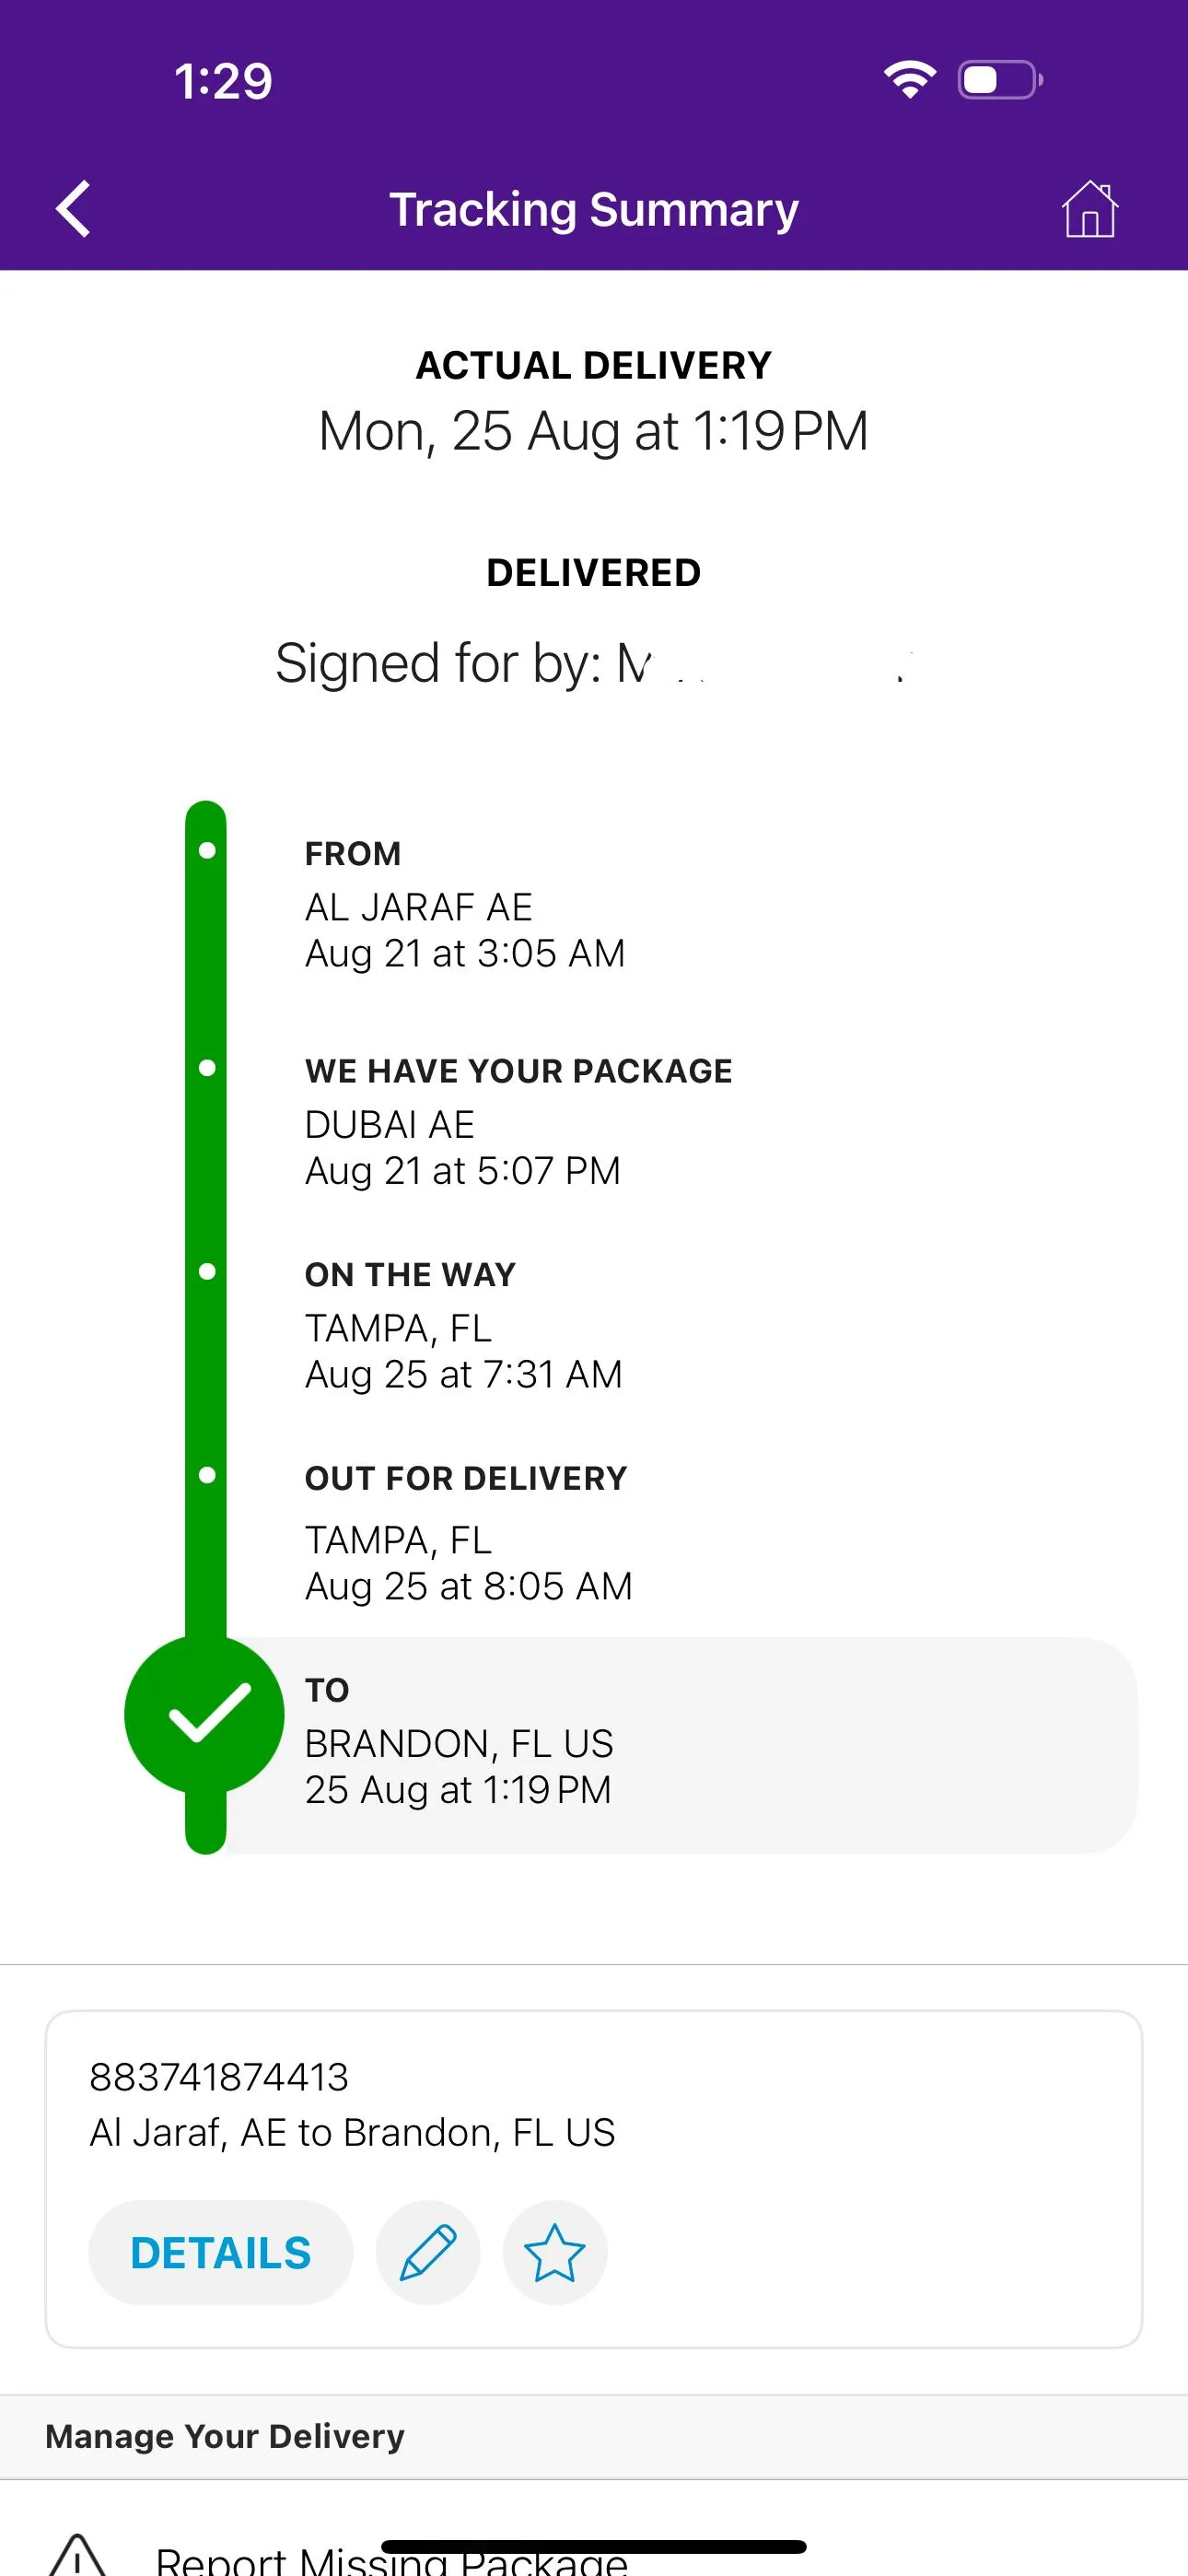 1:29
Tracking Summary
ACTUAL DELIVERY
Mon, 25 Aug at 1:19 PM
DELIVERED
Signed for by:
FROM
AL JARAF AE
Aug 21 at 3:05 AM
WE HAVE YOUR PACKAGE
DUBAI AE
Aug 21 at 5:07 PM
ON THE WAY
TAMPA, FL
Aug 25 at 7:31 AM
OUT FOR DELIVERY
TAMPA, FL
Aug 25 at 8:05 AM
TO
BRANDON, FL US
25 Aug at 1:19 PM
883741874413
Al Jaraf, AE to Brandon, FL US
DETAILS
Manage Your Delivery
Report Missing Package